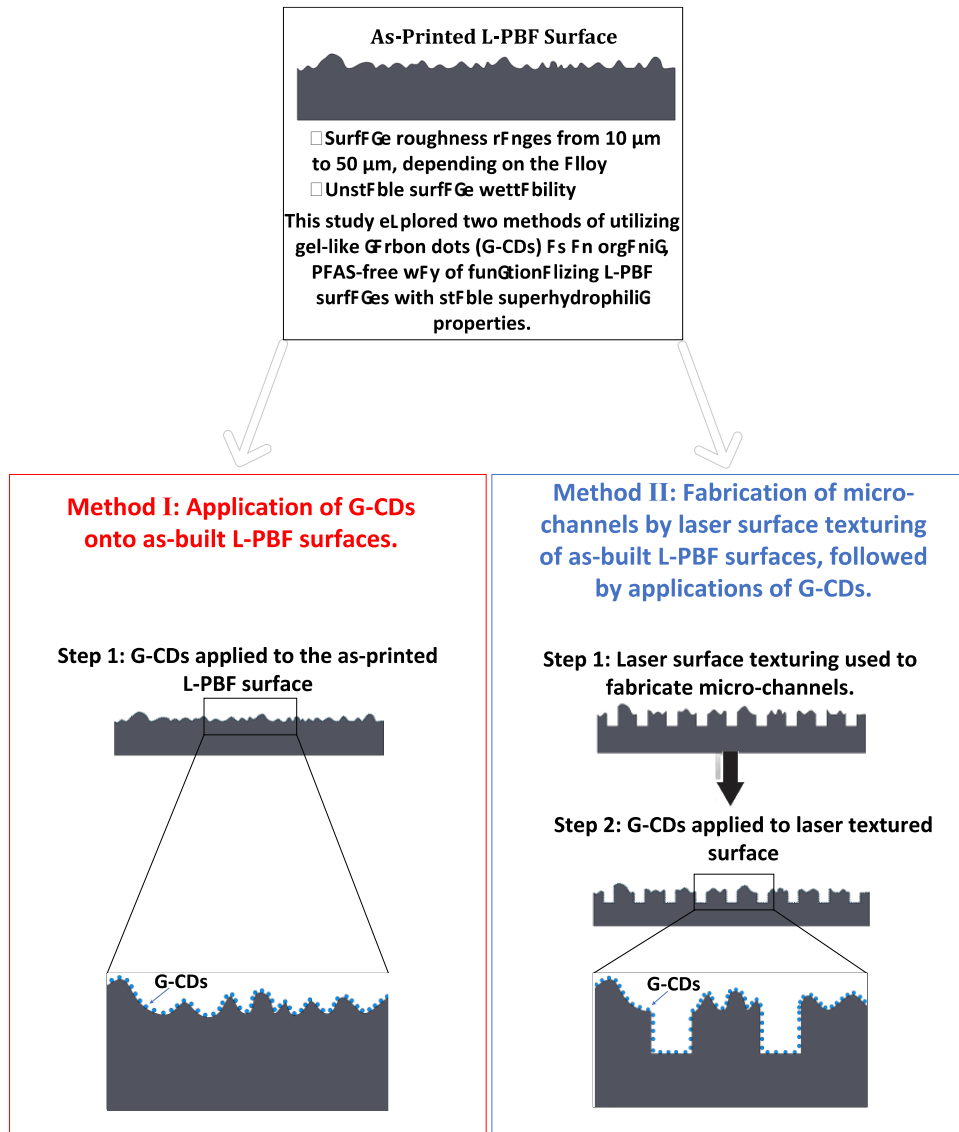 As-Printed L-PBF Surface
□SurfFGe roughness rFnges from 10 µm
to 50 µm, depending on the Flloy
□UnstFble surfFGe wettFbility
This study eLplored two methods of utilizing
gel-like GFrbon dots (G-CDs) Fs Fn orgFniG,
PFAS-free wFy of funGtionFlizing L-PBF
surfFGes with stFble superhydrophiliG
properties.
Method I: Application of G-CDs
onto as-built L-PBF surfaces.
Step 1: G-CDs applied to the as-printed
L-PBF surface
G-CDs
Method II: Fabrication of micro-
channels by laser surface texturing
of as-built L-PBF surfaces, followed
by applications of G-CDs.
Step 1: Laser surface texturing used to
fabricate micro-channels.
Step 2: G-CDs applied to laser textured
surface
G-CDs